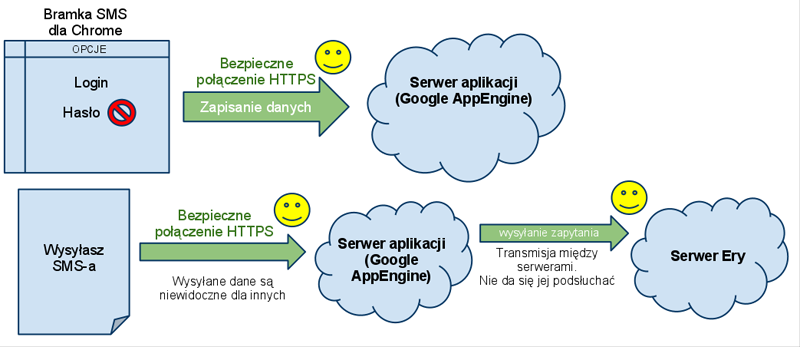 Bramka SMS
dla Chrome
OPCJE
Login
Hasło
Bezpieczne
połączenie HTTPS
Zapisanie danych
Serwer aplikacji
(Google AppEngine)
Wysyłasz
SMS-a
Bezpieczne
połączenie HTTPS
Wysyłane dane są
niewidoczne dla innych
Serwer aplikacji
(Google
AppEngine)
wysyłanie zapytania
Transmisja między
serwerami.
Nie da się jej podsłuchać
Serwer Ery